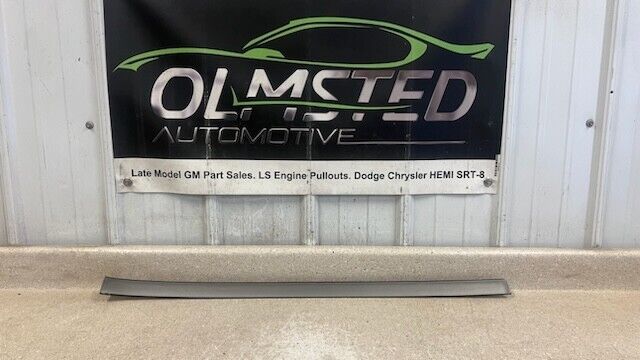 OLMSTED
AUTOMOTIVE
Late Model GM Part Sales. LS Engine Pullouts. Dodge Chrysler HEMI SRT-8